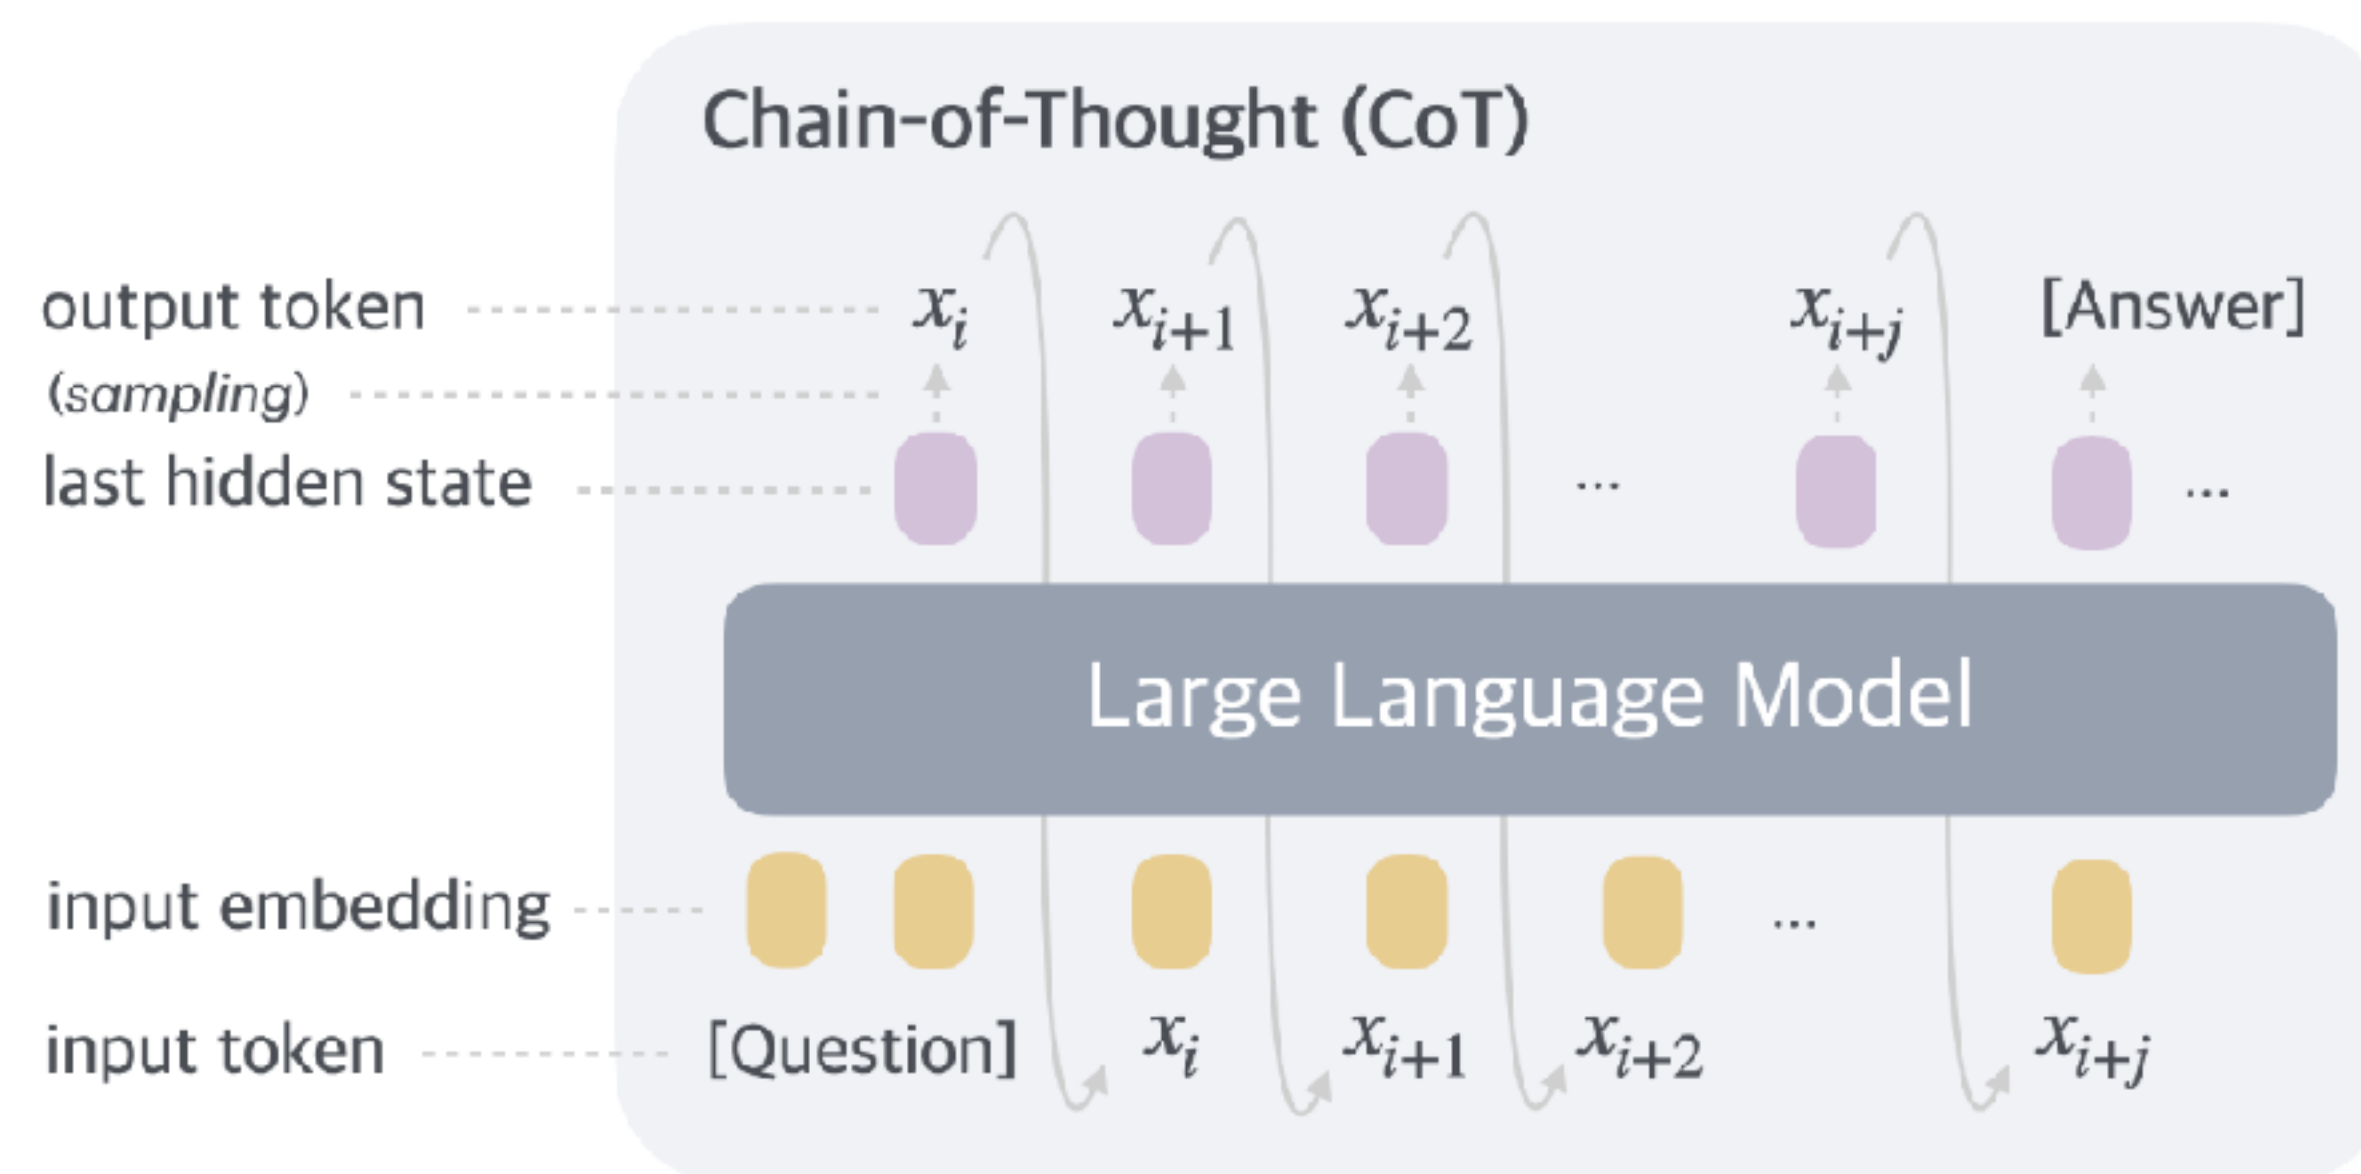 Chain-of-Thought (CoT)
output token x_i x_{i+1} x_{i+2} x_{i+j} [Answer]
(sampling)
last hidden state ... ...
Large Language Model
input embedding ...
input token [Question] x_i x_{i+1} x_{i+2} x_{i+j}